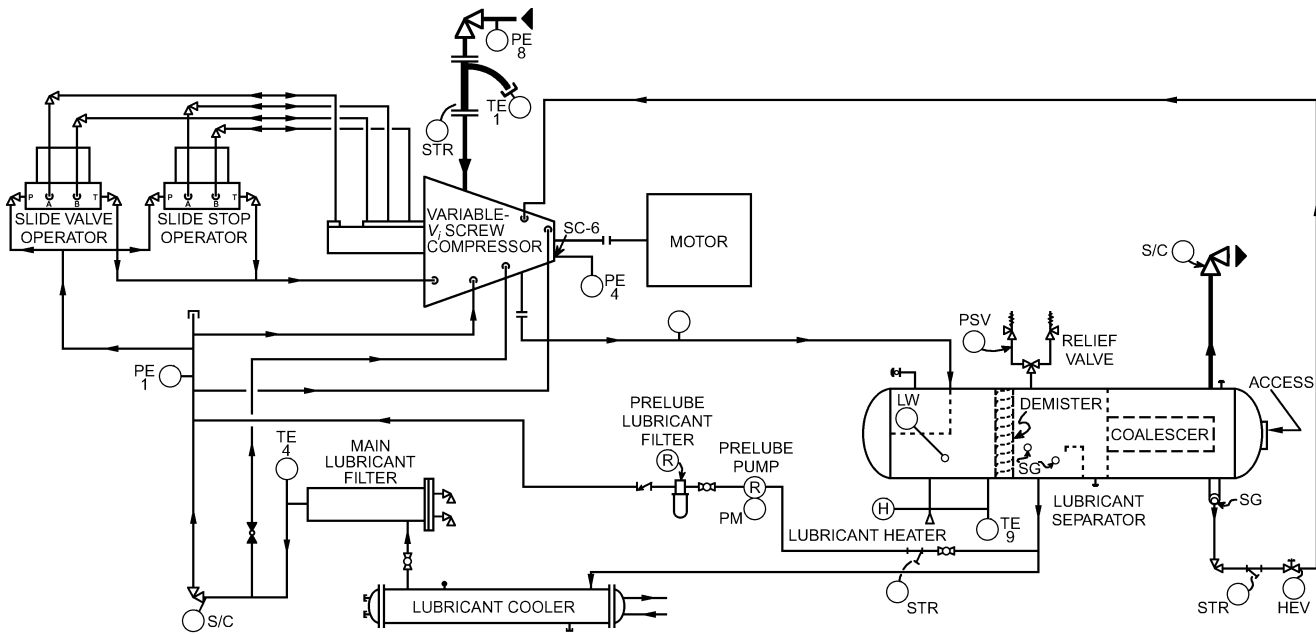 PE
8
TE
1
STR
P
A
B
T
P
A
B
T
SLIDE VALVE
OPERATOR
SLIDE STOP
OPERATOR
VARIABLE-
Vi SCREW
COMPRESSOR
SC-6
MOTOR
PE
4
S/C
PSV
RELIEF
VALVE
PE
1
ACCESS
LW
DEMISTER
COALESCER
SG
PRELUBE
LUBRICANT
FILTER
R
PRELUBE
PUMP
R
PM
TE
4
MAIN
LUBRICANT
FILTER
H
TE
9
LUBRICANT
SEPARATOR
SG
LUBRICANT HEATER
STR
STR
HEV
S/C
LUBRICANT COOLER